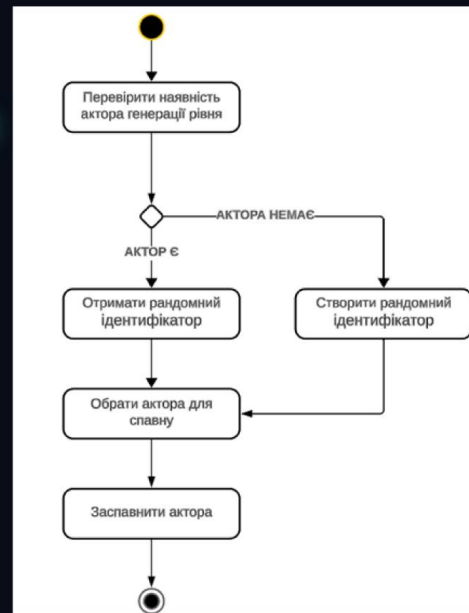 Перевірити наявність
актора генерації рівня
АКТОРА НЕМАЄ
АКТОР Є
Отримати рандомний
ідентифікатор
Створити рандомний
ідентифікатор
Обрати актора для
спавну
Заспавнити актора